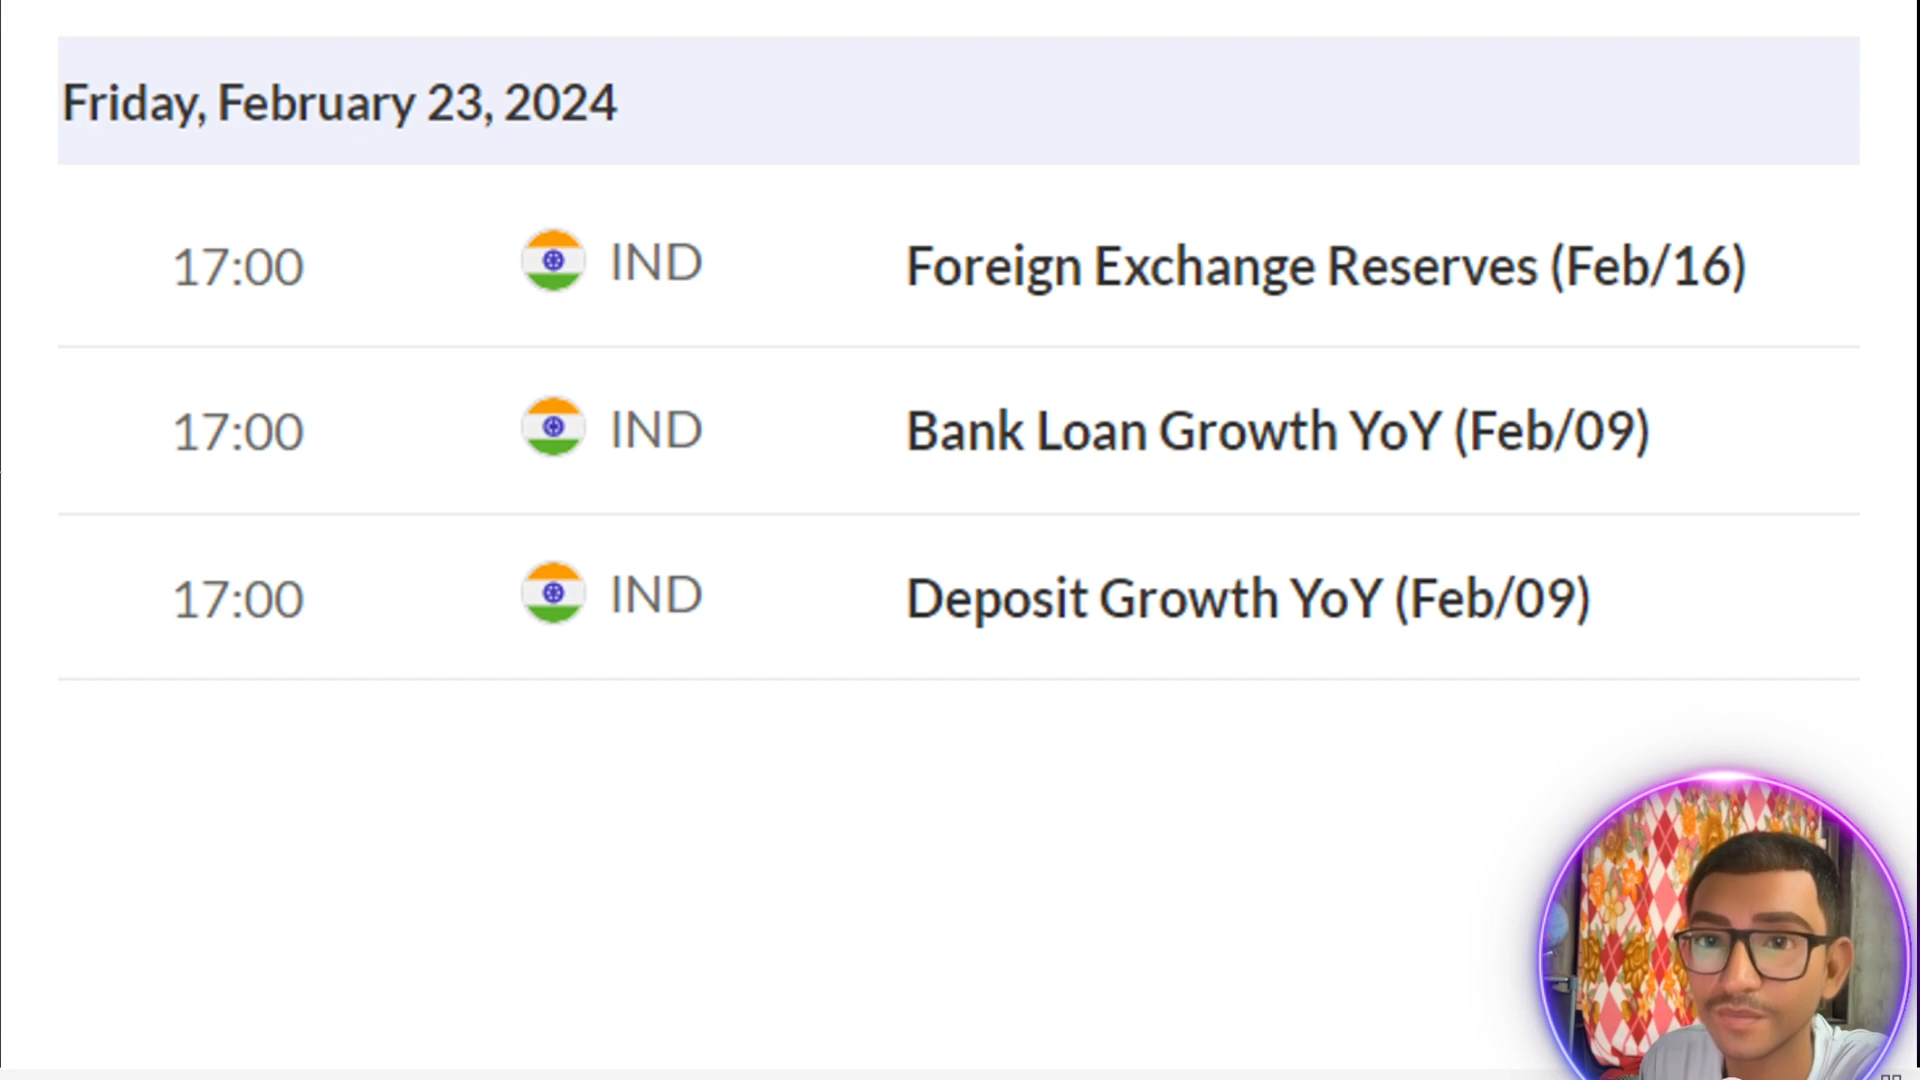 Friday, February 23, 2024
17:00 IND Foreign Exchange Reserves (Feb/16)
17:00 IND Bank Loan Growth YoY (Feb/09)
17:00 IND Deposit Growth YoY (Feb/09)